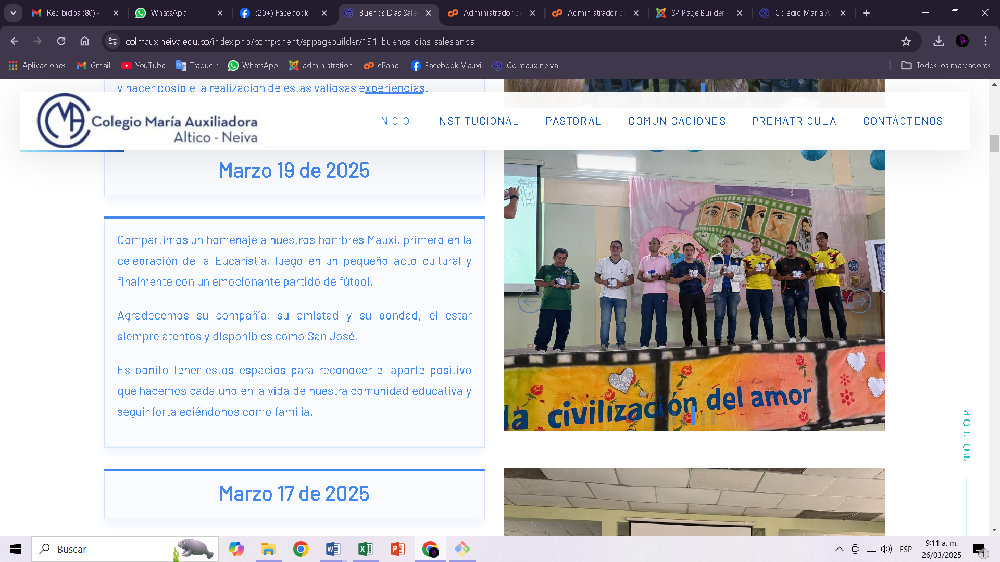 Recibidos (80) -
WhatsApp
(20+) Facebook
Buenos Días Sale
Administrador de
Administrador d
SP Page Builder -
Colegio María A
colmauxineiva.edu.co/index.php/component/sppagebuilder/131-buenos-dias-salesianos
Aplicaciones
Gmail
YouTube
Traducir
WhatsApp
administration
cPanel
Facebook Mauxi
Colmauxineiva
Todos los marcadores
y hacer posible la realización de estas valiosas experiencias.
Colegio María Auxiliadora
Altico - Neiva
INICIO
INSTITUCIONAL
PASTORAL
COMUNICACIONES
PREMATRICULA
CONTÁCTENOS
Marzo 19 de 2025
Compartimos un homenaje a nuestros hombres Mauxi, primero en la
celebración de la Eucaristía, luego en un pequeño acto cultural y
finalmente con un emocionante partido de fútbol.
Agradecemos su compañía, su amistad y su bondad, el estar
siempre atentos y disponibles como San José.
Es bonito tener estos espacios para reconocer el aporte positivo
que hacemos cada uno en la vida de nuestra comunidad educativa y
seguir fortaleciéndonos como familia.
la civilización del amor
TO TOP
Marzo 17 de 2025
Buscar
ESP
9:11 a. m.
26/03/2025
1